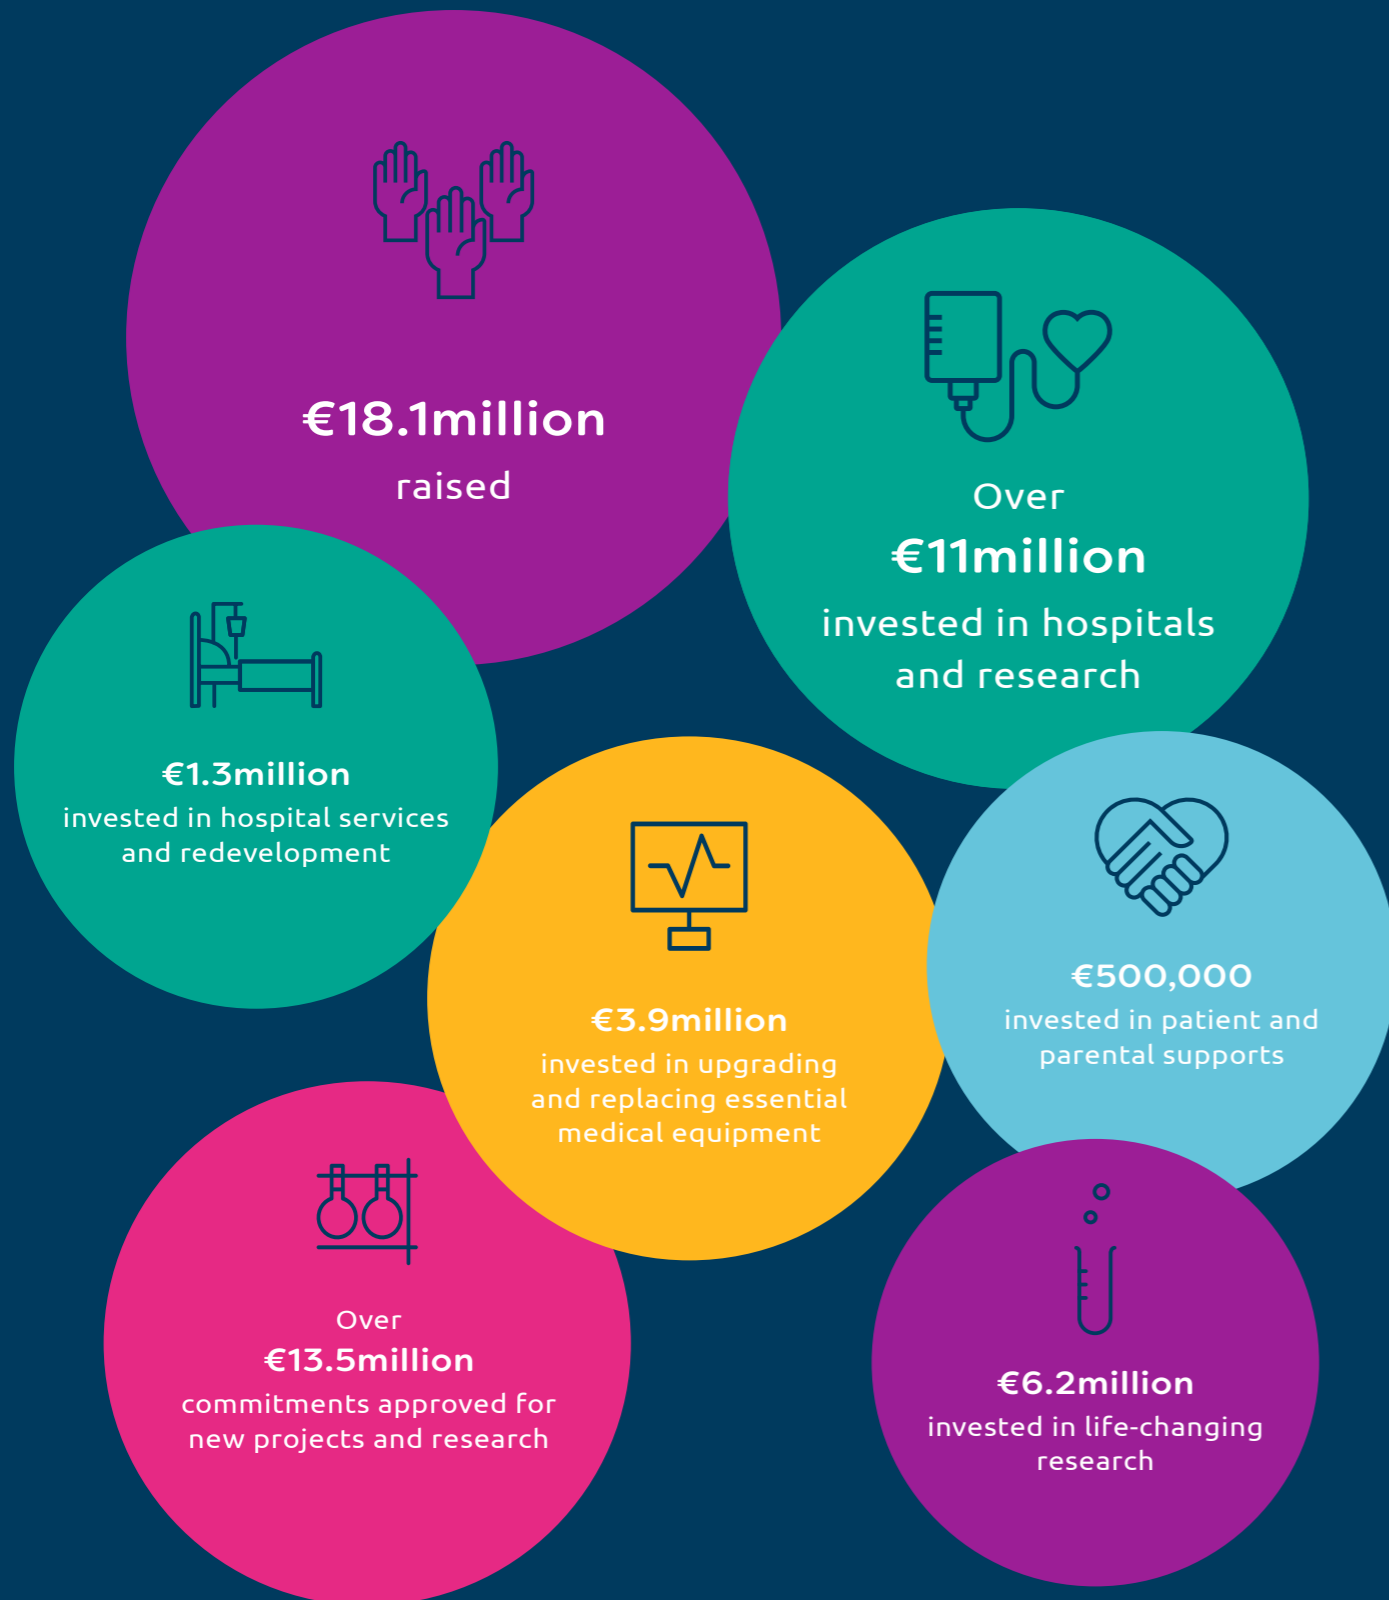 €18.1million
raised
Over
€11million
invested in hospitals
and research
€1.3million
invested in hospital services
and redevelopment
€3.9million
invested in upgrading
and replacing essential
medical equipment
€500,000
invested in patient and
parental supports
Over
€13.5million
commitments approved for
new projects and research
€6.2million
invested in life-changing
research